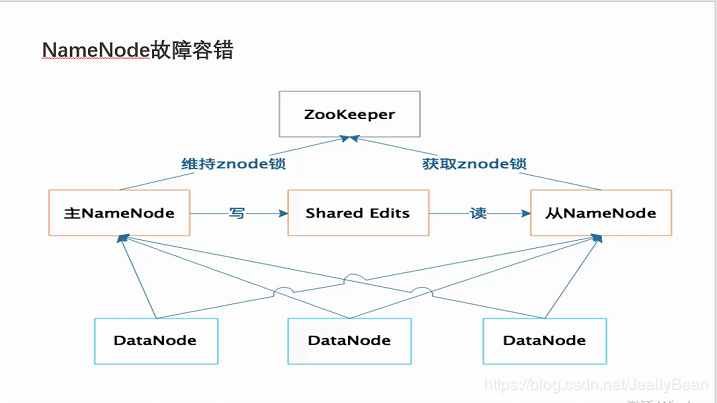 NameNode故障容错
ZooKeeper
维持znode锁
获取znode锁
主NameNode
写
Shared Edits
读
从NameNode
DataNode
DataNode
DataNode
https://blog.csdn.net/JeallyBean